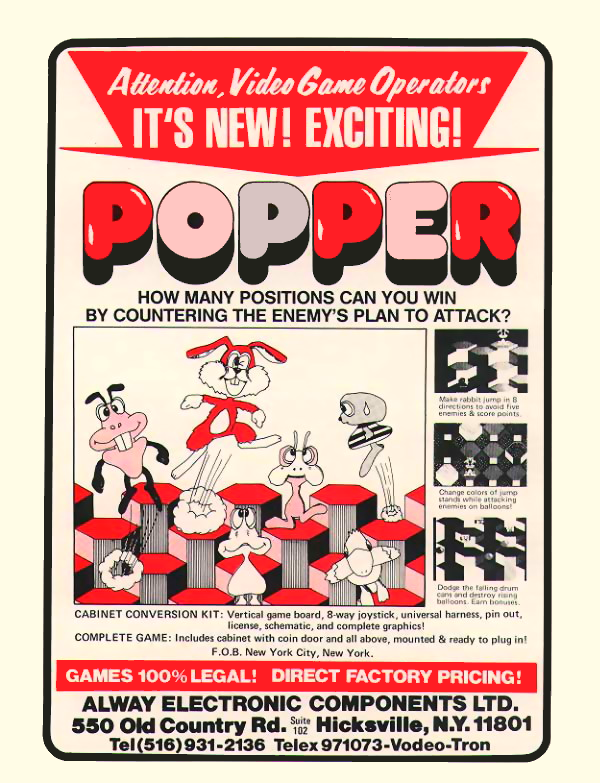 Attention, Video Game Operators
IT'S NEW! EXCITING!
POPPER
HOW MANY POSITIONS CAN YOU WIN
BY COUNTERING THE ENEMY'S PLAN TO ATTACK?
Make rabbit jump in 8
directions to avoid five
enemies & score points.
Change colors of jump
stands while attacking
enemies on balloons!
Dodge the falling drum
cans and destroy rising
balloons. Earn bonuses.
CABINET CONVERSION KIT: Vertical game board, 8-way joystick, universal harness, pin out,
license, schematic, and complete graphics!
COMPLETE GAME: Includes cabinet with coin door and all above, mounted & ready to plug in!
F.O.B. New York City, New York.
GAMES 100% LEGAL! DIRECT FACTORY PRICING!
ALWAY ELECTRONIC COMPONENTS LTD.
550 Old Country Rd. Suite 102 Hicksville, N.Y. 11801
Tel (516) 931-2136 Telex 971073-Vodeo-Tron